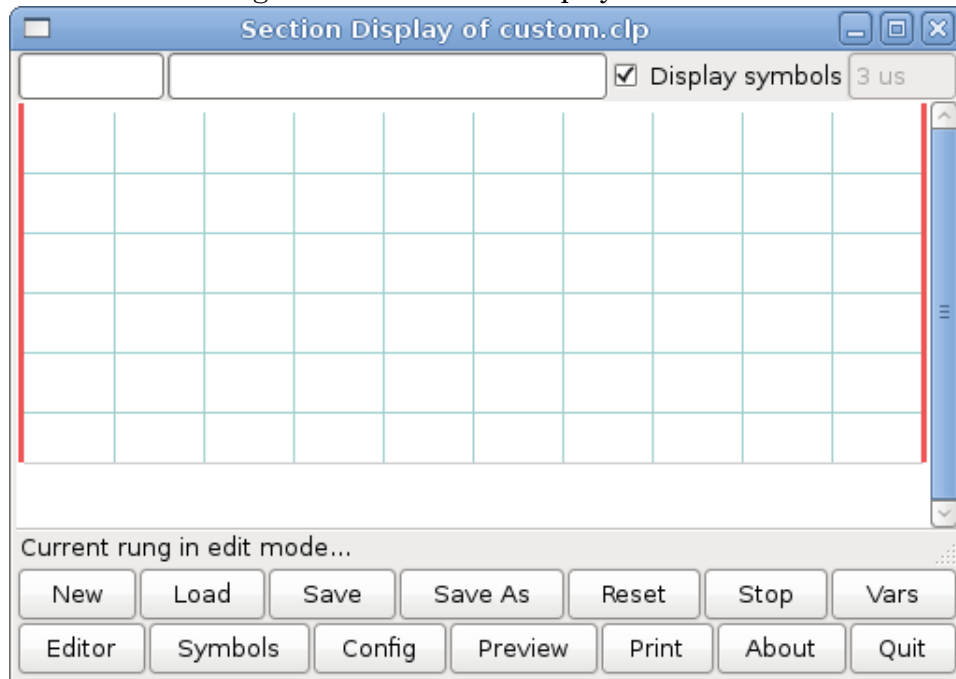 Section Display of custom.clp
Display symbols 3 us
Current rung in edit mode...
New Load Save Save As Reset Stop Vars
Editor Symbols Config Preview Print About Quit